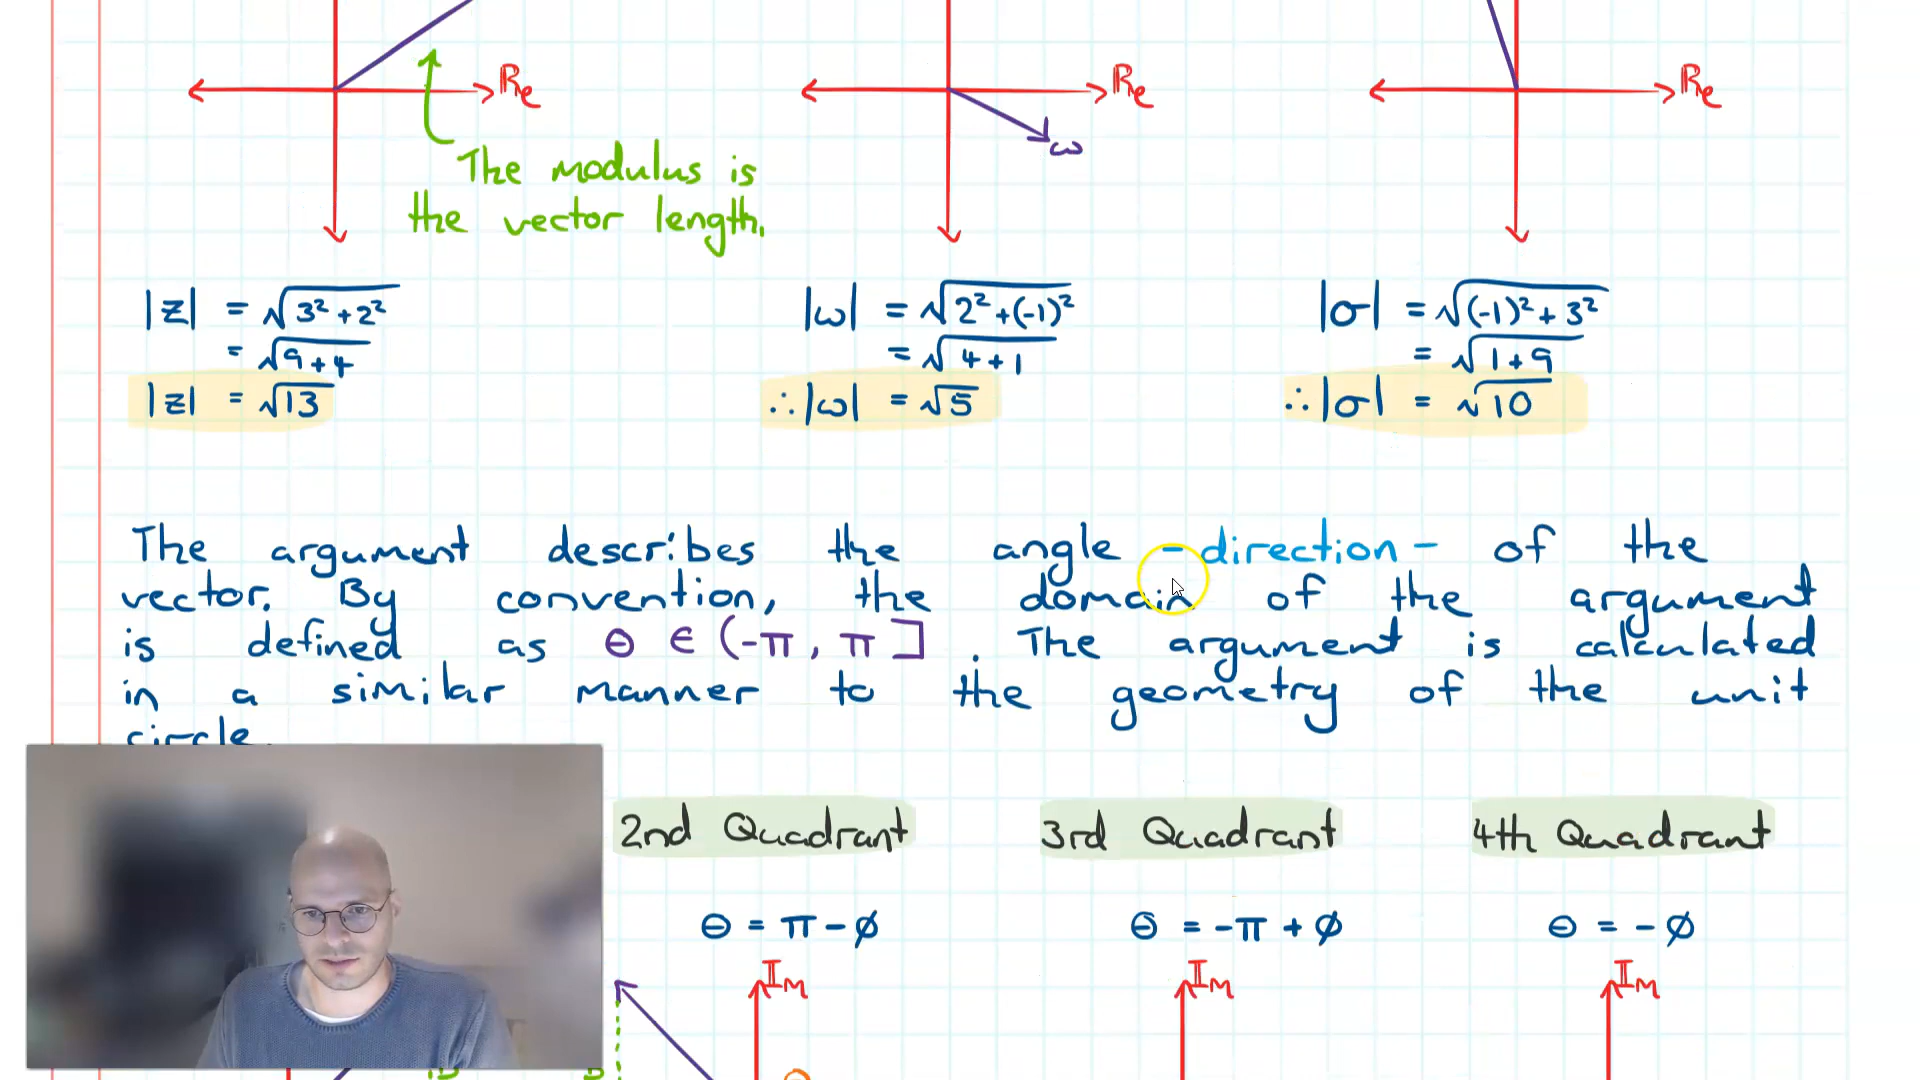 Re Re Re
ω
The modulus is
the vector length.
|z| = √(3² + 2²) |ω| = √(2² + (-1)²) |σ| = √((-1)² + 3²)
= √(9 + 4) = √(4 + 1) = √(1 + 9)
|z| = √13 ∴ |ω| = √5 ∴ |σ| = √10
The argument describes the angle - direction - of the
vector. By convention, the domain of the argument
is defined as θ ∈ (-π, π]. The argument is calculated
in a similar manner to the geometry of the unit
circle.
2nd Quadrant 3rd Quadrant 4th Quadrant
θ = π - ϕ θ = -π + ϕ θ = - ϕ
Im Im Im